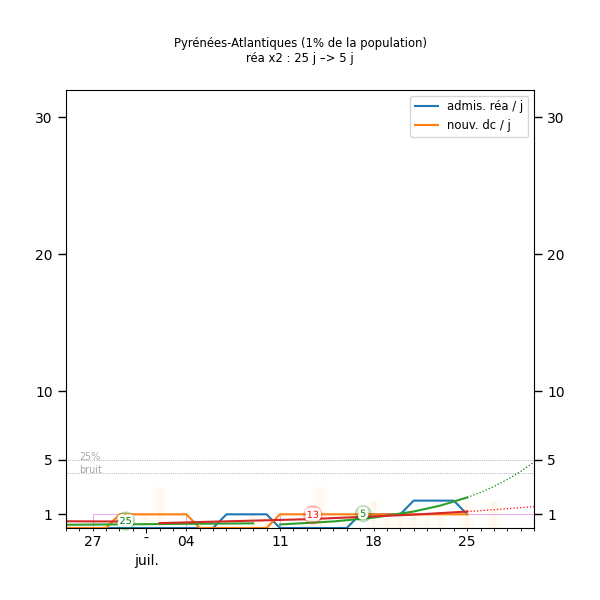 Pyrénées-Atlantiques (1% de la population)
réa x2 : 25 j –> 5 j
admis. réa / j
nouv. dc / j
30 30
20 20
10 10
5 5
25%
bruit
1 1
25 13 5
27 - 04 11 18 25
juil.